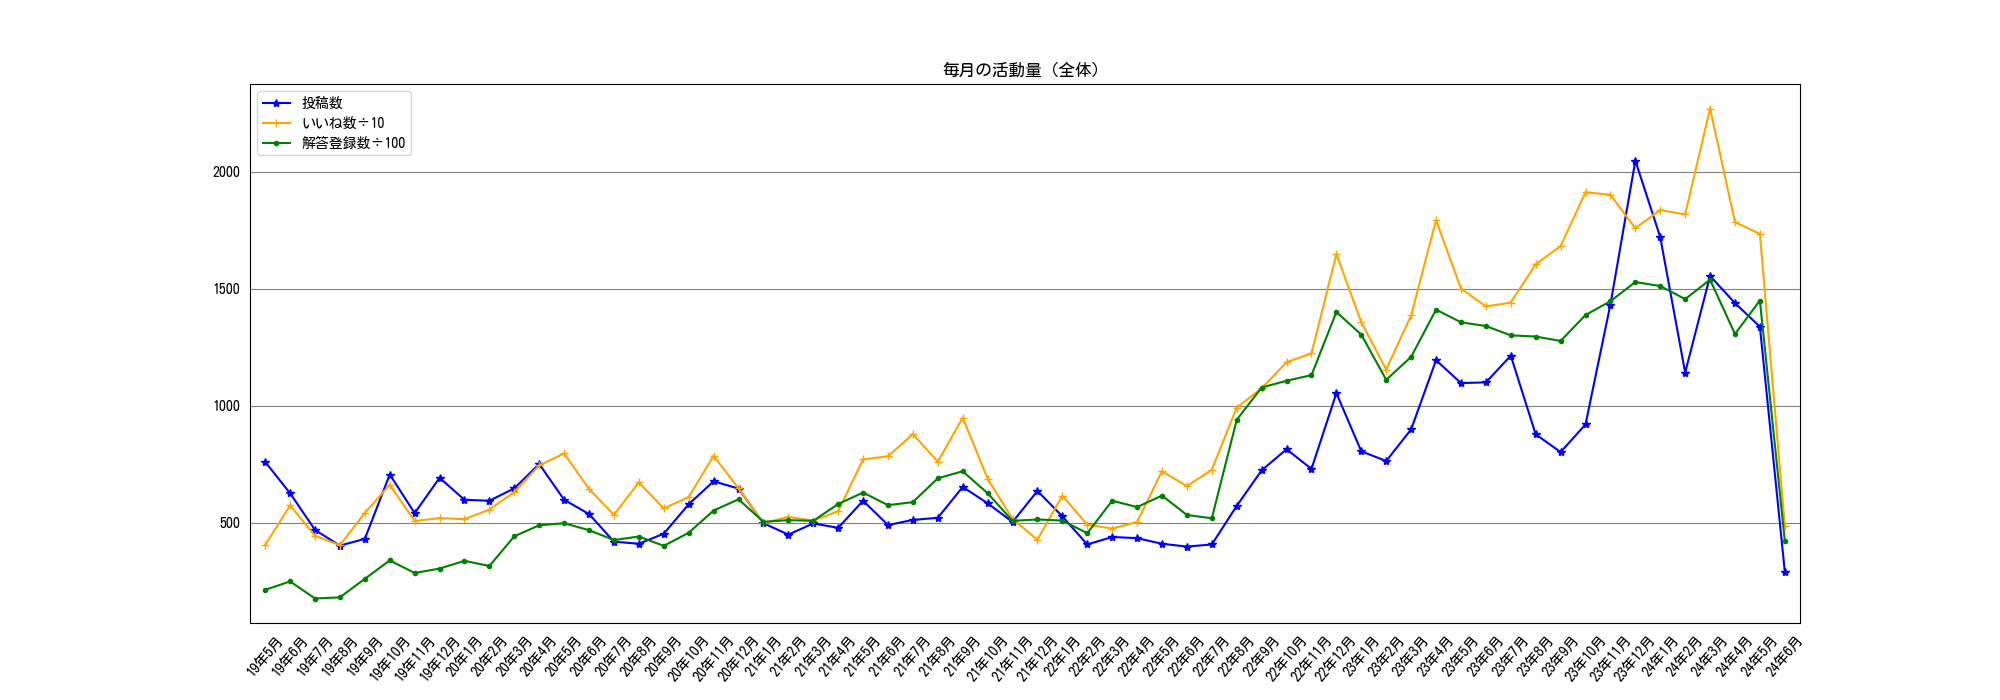 毎月の活動量（全体）
投稿数
いいね数÷10
解答登録数÷100
2000
1500
1000
500
19年5月
19年6月
19年7月
19年8月
19年9月
19年10月
19年11月
19年12月
20年1月
20年2月
20年3月
20年4月
20年5月
20年6月
20年7月
20年8月
20年9月
20年10月
20年11月
20年12月
21年1月
21年2月
21年3月
21年4月
21年5月
21年6月
21年7月
21年8月
21年9月
21年10月
21年11月
21年12月
22年1月
22年2月
22年3月
22年4月
22年5月
22年6月
22年7月
22年8月
22年9月
22年10月
22年11月
22年12月
23年1月
23年2月
23年3月
23年4月
23年5月
23年6月
23年7月
23年8月
23年9月
23年10月
23年11月
23年12月
24年1月
24年2月
24年3月
24年4月
24年5月
24年6月